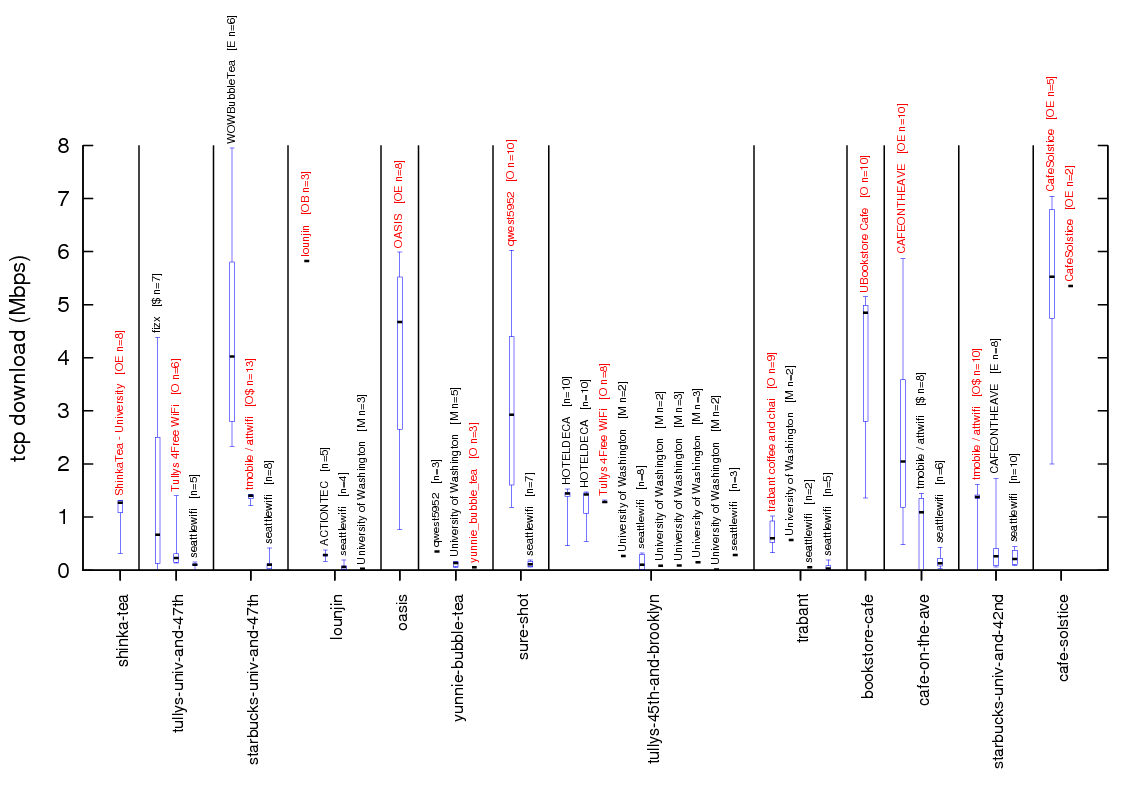 tcp download (Mbps)
8
7
6
5
4
3
2
1
0
ShinkaTea - University [OE n=8]
fizx [$ n=7]
Tullys 4Free WiFi [O n=6]
seattlewifi [n=5]
WOWBubbleTea [E n=6]
tmobile / attwifi [O$ n=13]
seattlewifi [n=8]
lounjin [OB n=3]
ACTIONTEC [n=5]
seattlewifi [n=4]
University of Washington [M n=3]
OASIS [OE n=8]
qwest5952 [n=3]
University of Washington [M n=5]
yunnie_bubble_tea [O n=3]
qwest5952 [O n=10]
seattlewifi [n=7]
HOTELDECA [n=10]
HOTELDECA [n=10]
Tullys 4Free WiFi [O n=8]
University of Washington [M n=2]
seattlewifi [n=8]
University of Washington [M n=2]
University of Washington [M n=3]
University of Washington [M n=3]
University of Washington [M n=2]
seattlewifi [n=3]
trabant coffee and chai [O n=9]
University of Washington [M n=2]
seattlewifi [n=2]
seattlewifi [n=5]
UBookstore Cafe [O n=10]
CAFEONTHEAVE [OE n=10]
tmobile / attwifi [$ n=8]
seattlewifi [n=6]
tmobile / attwifi [O$ n=10]
CAFEONTHEAVE [E n=8]
seattlewifi [n=10]
CafeSolstice [OE n=5]
CafeSolstice [OE n=2]
shinka-tea
tullys-univ-and-47th
starbucks-univ-and-47th
lounjin
oasis
yunnie-bubble-tea
sure-shot
tullys-45th-and-brooklyn
trabant
bookstore-cafe
cafe-on-the-ave
starbucks-univ-and-42nd
cafe-solstice